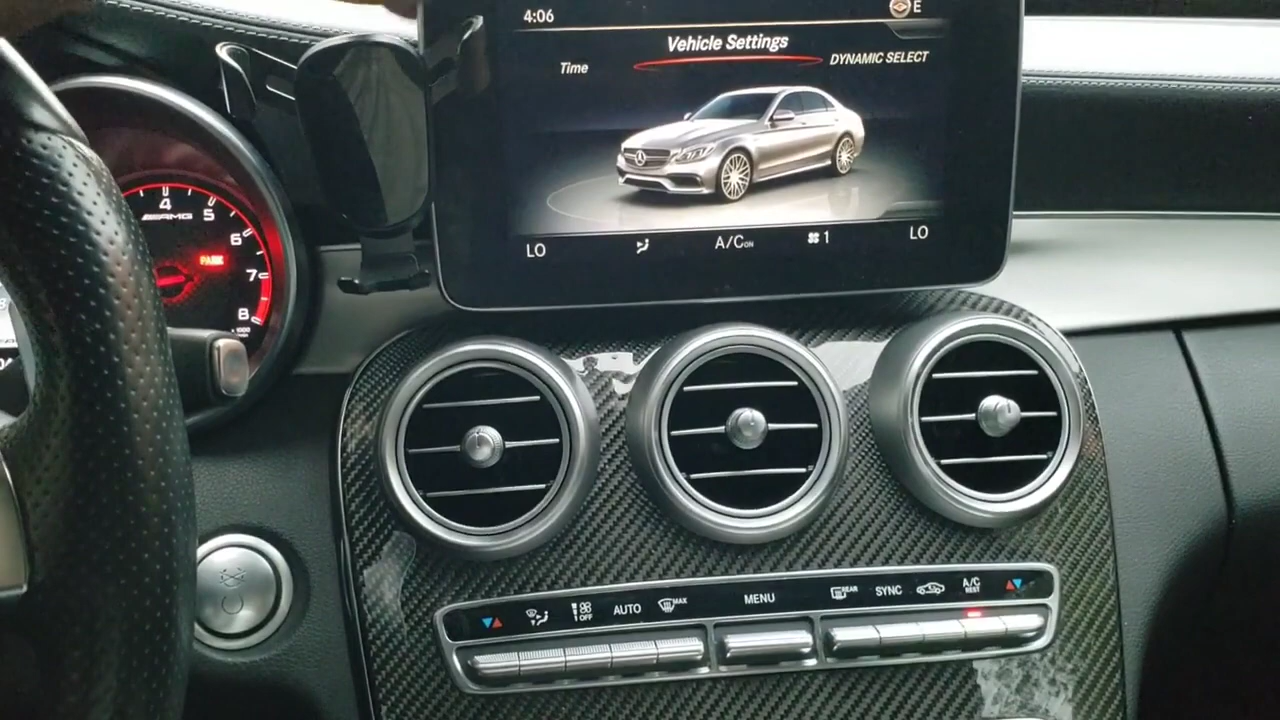 4:06
E
Vehicle Settings
Time
DYNAMIC SELECT
LO
A/C ON
1
LO
4
5
6
7
8
AMG
PARK
x1000
OFF
AUTO
MAX
MENU
REAR
SYNC
A/C
REST